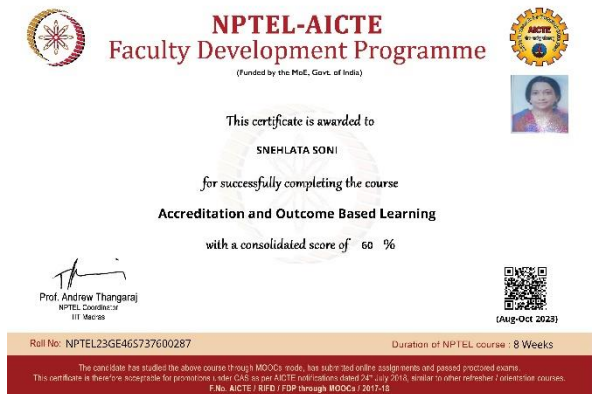 NPTEL-AICTE
Faculty Development Programme
(Funded by the MoE, Govt. of India)
AICTE
This certificate is awarded to
SNEHLATA SONI
for successfully completing the course
Accreditation and Outcome Based Learning
with a consolidated score of 60 %
Prof. Andrew Thangaraj
NPTEL Coordinator
IIT Madras
(Aug-Oct 2023)
Roll No: NPTEL23GE46S737600287
Duration of NPTEL course : 8 Weeks
The candidate has studied the above course through MOOCs mode, has submitted online assignments and passed proctored exams.
This certificate is therefore acceptable for promotions under CAS as per AICTE notifications dated 24th July 2018, similar to other refresher / orientation courses.
F.No. AICTE / RIFD / FDP through MOOCs / 2017-18